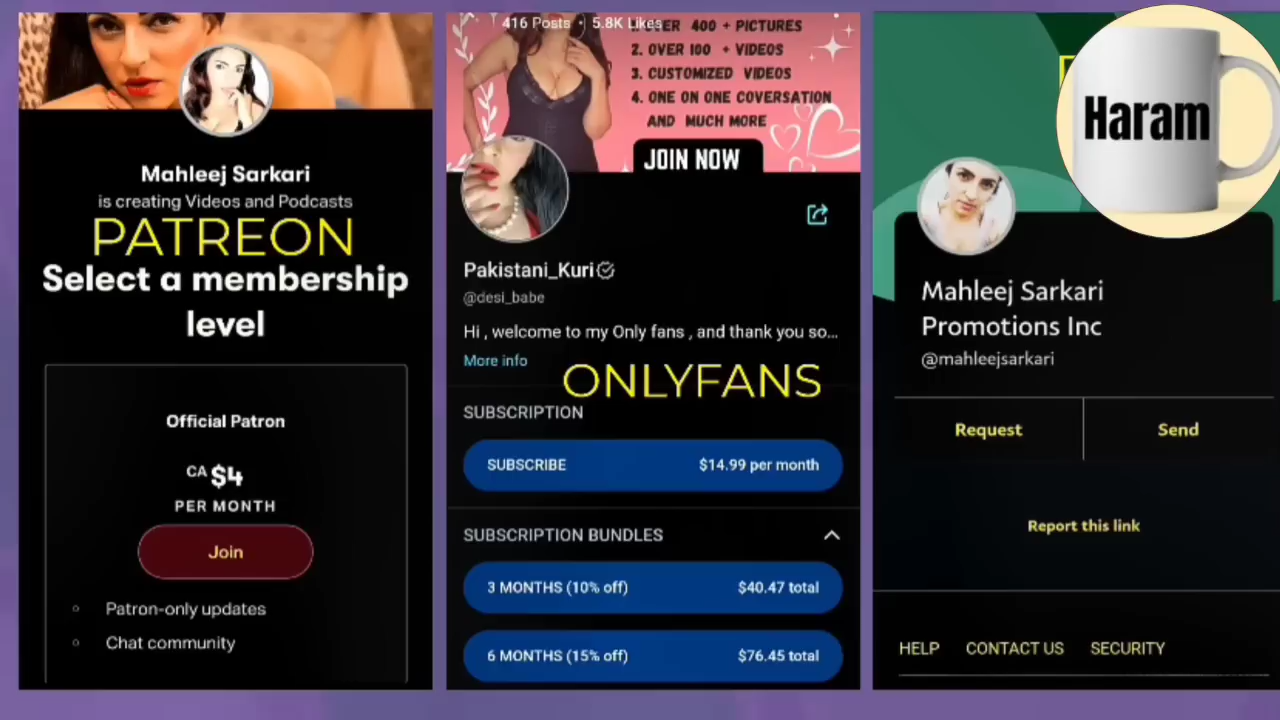 Mahleej Sarkari
is creating Videos and Podcasts
PATREON
Select a membership
level
Official Patron
CA $4
PER MONTH
Join
Patron-only updates
Chat community
416 Posts • 5.8K Likes
OVER 400 + PICTURES
2. OVER 100 + VIDEOS
3. CUSTOMIZED VIDEOS
4. ONE ON ONE COVERSATION
AND MUCH MORE
JOIN NOW
Pakistani_Kuri
@desi_babe
Hi , welcome to my Only fans , and thank you so...
More info
ONLYFANS
SUBSCRIPTION
SUBSCRIBE $14.99 per month
SUBSCRIPTION BUNDLES
3 MONTHS (10% off) $40.47 total
6 MONTHS (15% off) $76.45 total
Haram
Mahleej Sarkari
Promotions Inc
@mahleejsarkari
Request Send
Report this link
HELP CONTACT US SECURITY